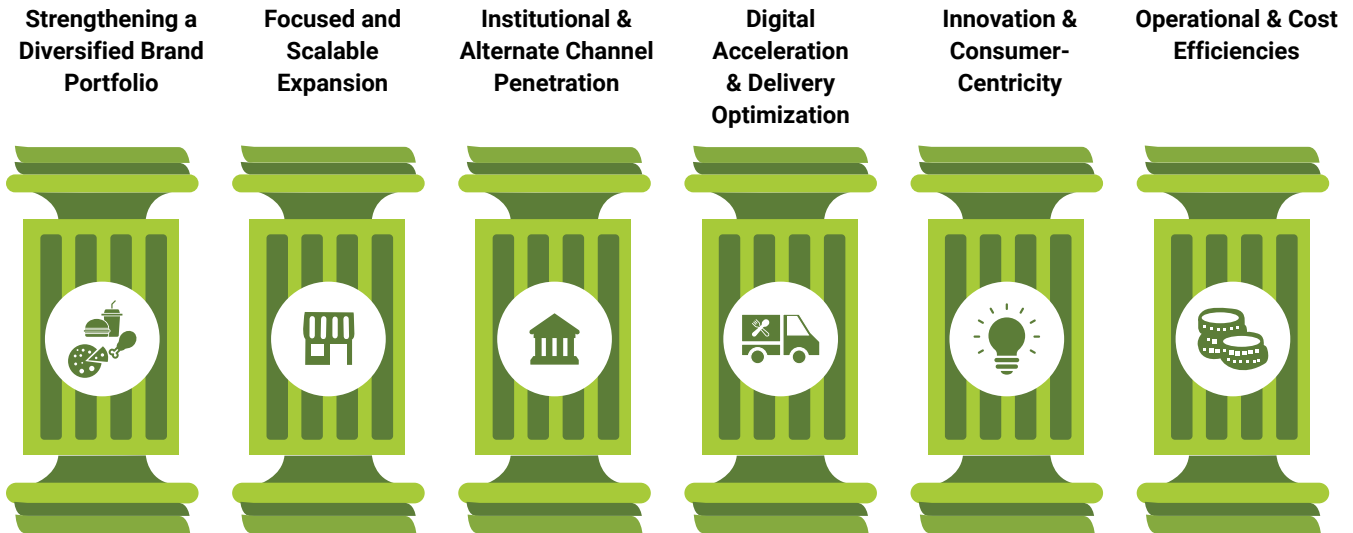 Strengthening a
Diversified Brand
Portfolio
Focused and
Scalable
Expansion
Institutional &
Alternate Channel
Penetration
Digital
Acceleration
& Delivery
Optimization
Innovation &
Consumer-
Centricity
Operational & Cost
Efficiencies